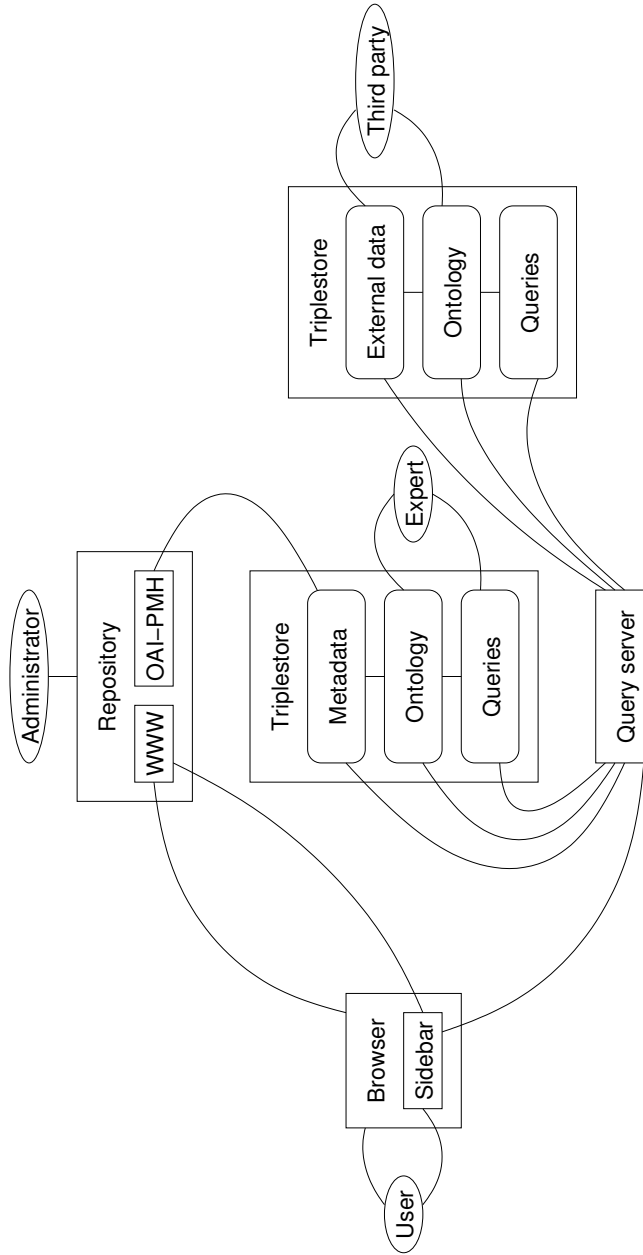 Administrator
Repository
WWW
OAI−PMH
Triplestore
Metadata
Ontology
Queries
Expert
Triplestore
External data
Ontology
Queries
Third party
User
Browser
Sidebar
Query server